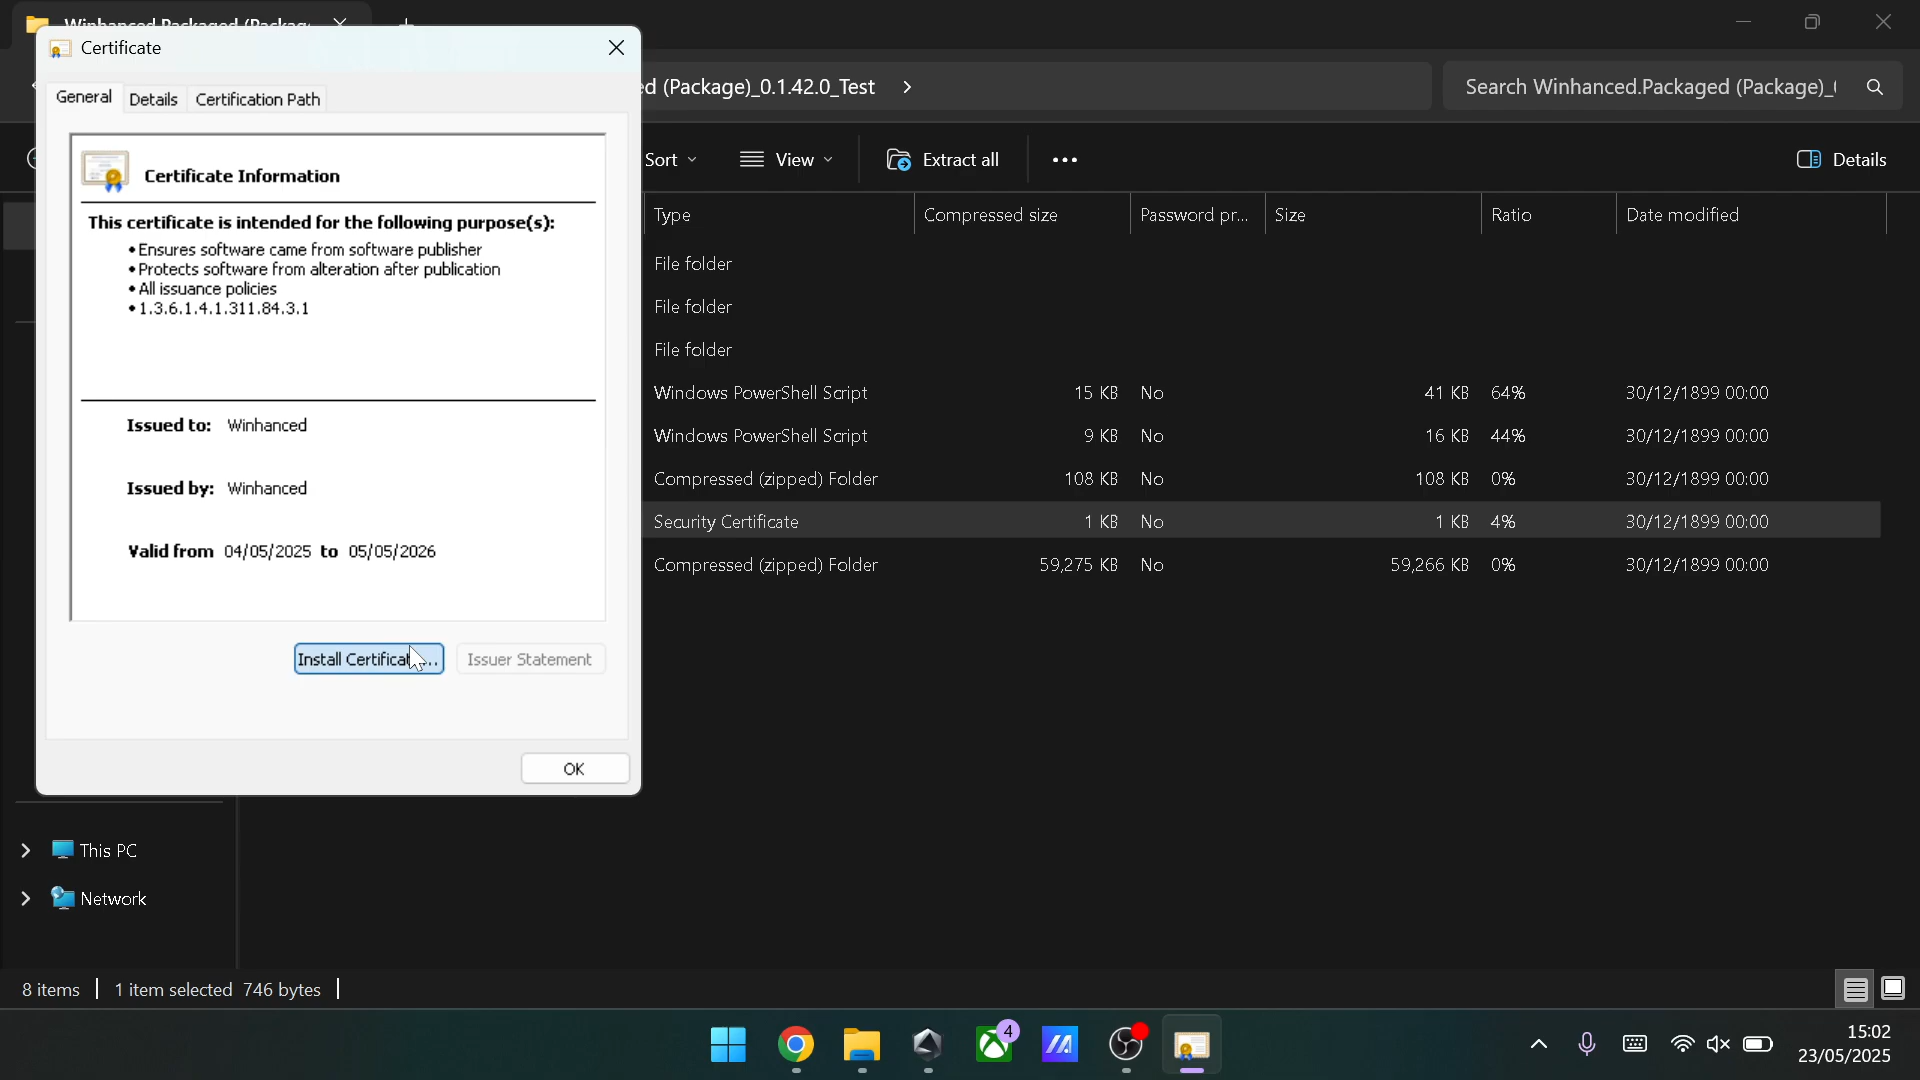 Winhanced.Packaged (Packag
Certificate
General
Details
Certification Path
Certificate Information
This certificate is intended for the following purpose(s):
• Ensures software came from software publisher
• Protects software from alteration after publication
• All issuance policies
• 1.3.6.1.4.1.311.84.3.1
Issued to: Winhanced
Issued by: Winhanced
Valid from 04/05/2025 to 05/05/2026
Install Certificat...
Issuer Statement
OK
ed (Package)_0.1.42.0_Test >
Search Winhanced.Packaged (Package)_(
Sort
View
Extract all
Details
Type Compressed size Password pr... Size Ratio Date modified
File folder
File folder
File folder
Windows PowerShell Script 15 KB No 41 KB 64% 30/12/1899 00:00
Windows PowerShell Script 9 KB No 16 KB 44% 30/12/1899 00:00
Compressed (zipped) Folder 108 KB No 108 KB 0% 30/12/1899 00:00
Security Certificate 1 KB No 1 KB 4% 30/12/1899 00:00
Compressed (zipped) Folder 59,275 KB No 59,266 KB 0% 30/12/1899 00:00
This PC
Network
8 items | 1 item selected 746 bytes |
4
15:02
23/05/2025